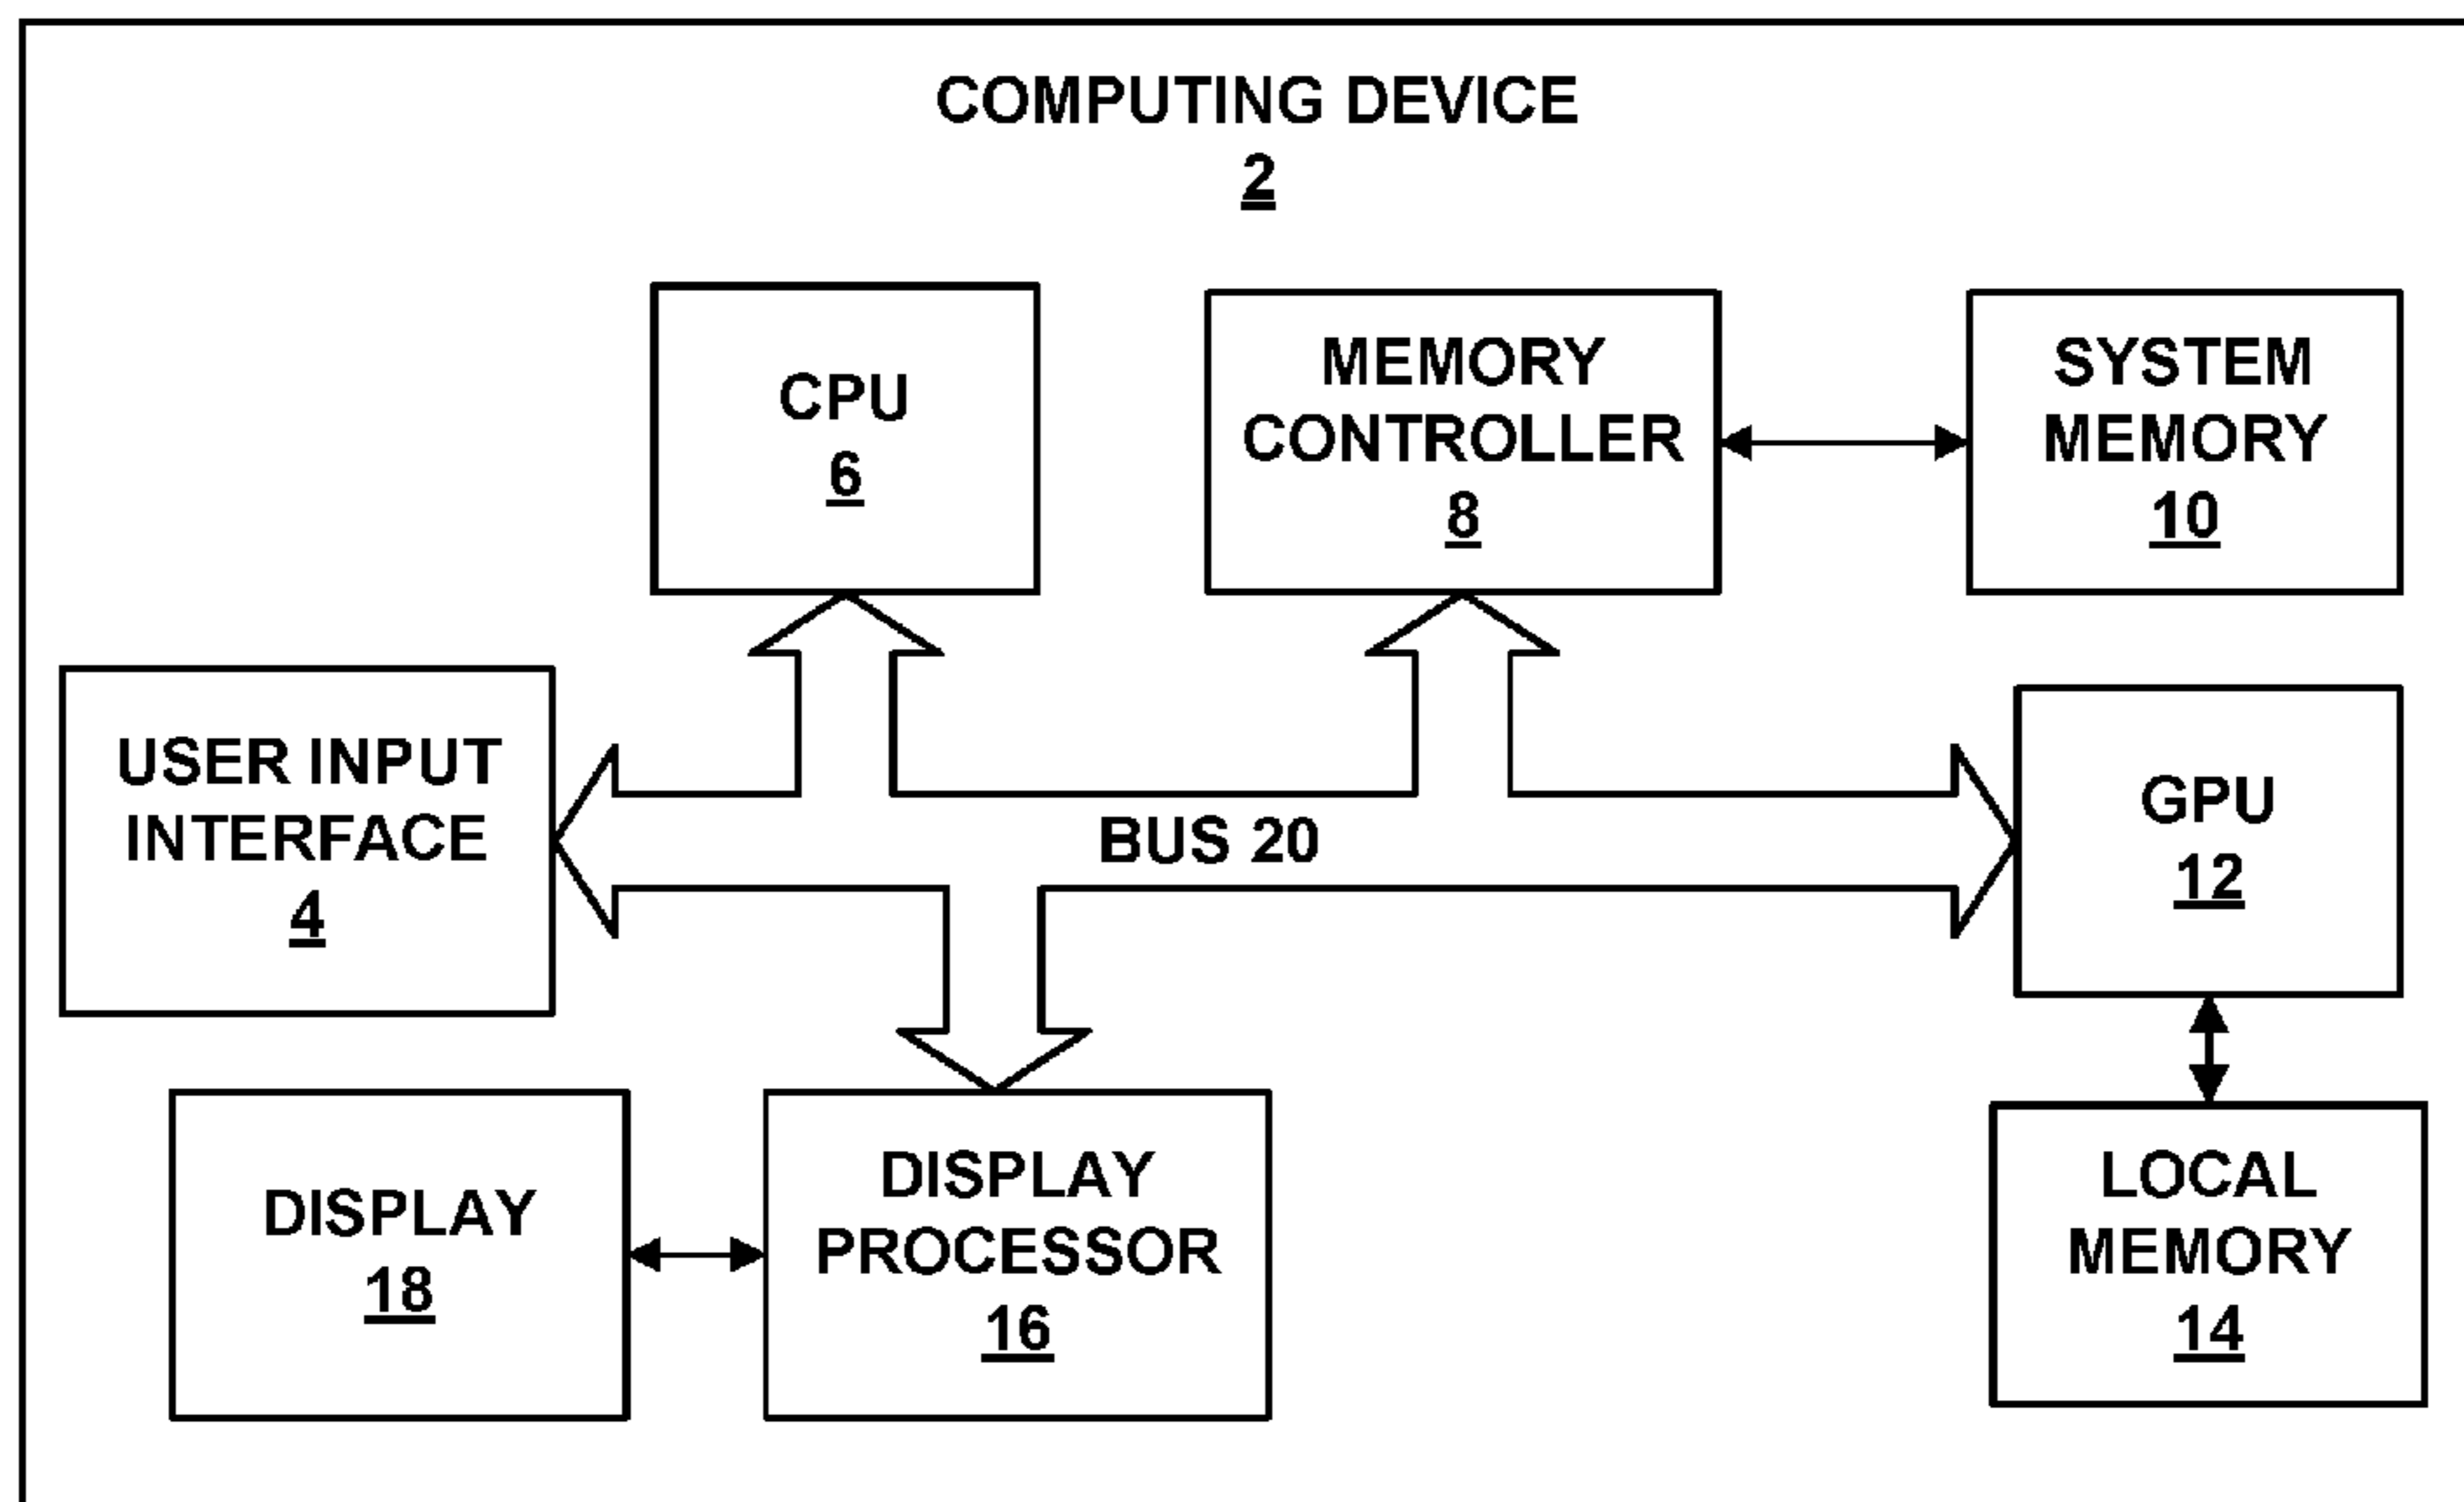 COMPUTING DEVICE
2
CPU
6
MEMORY
CONTROLLER
8
SYSTEM
MEMORY
10
USER INPUT
INTERFACE
4
BUS 20
GPU
12
DISPLAY
18
DISPLAY
PROCESSOR
16
LOCAL
MEMORY
14